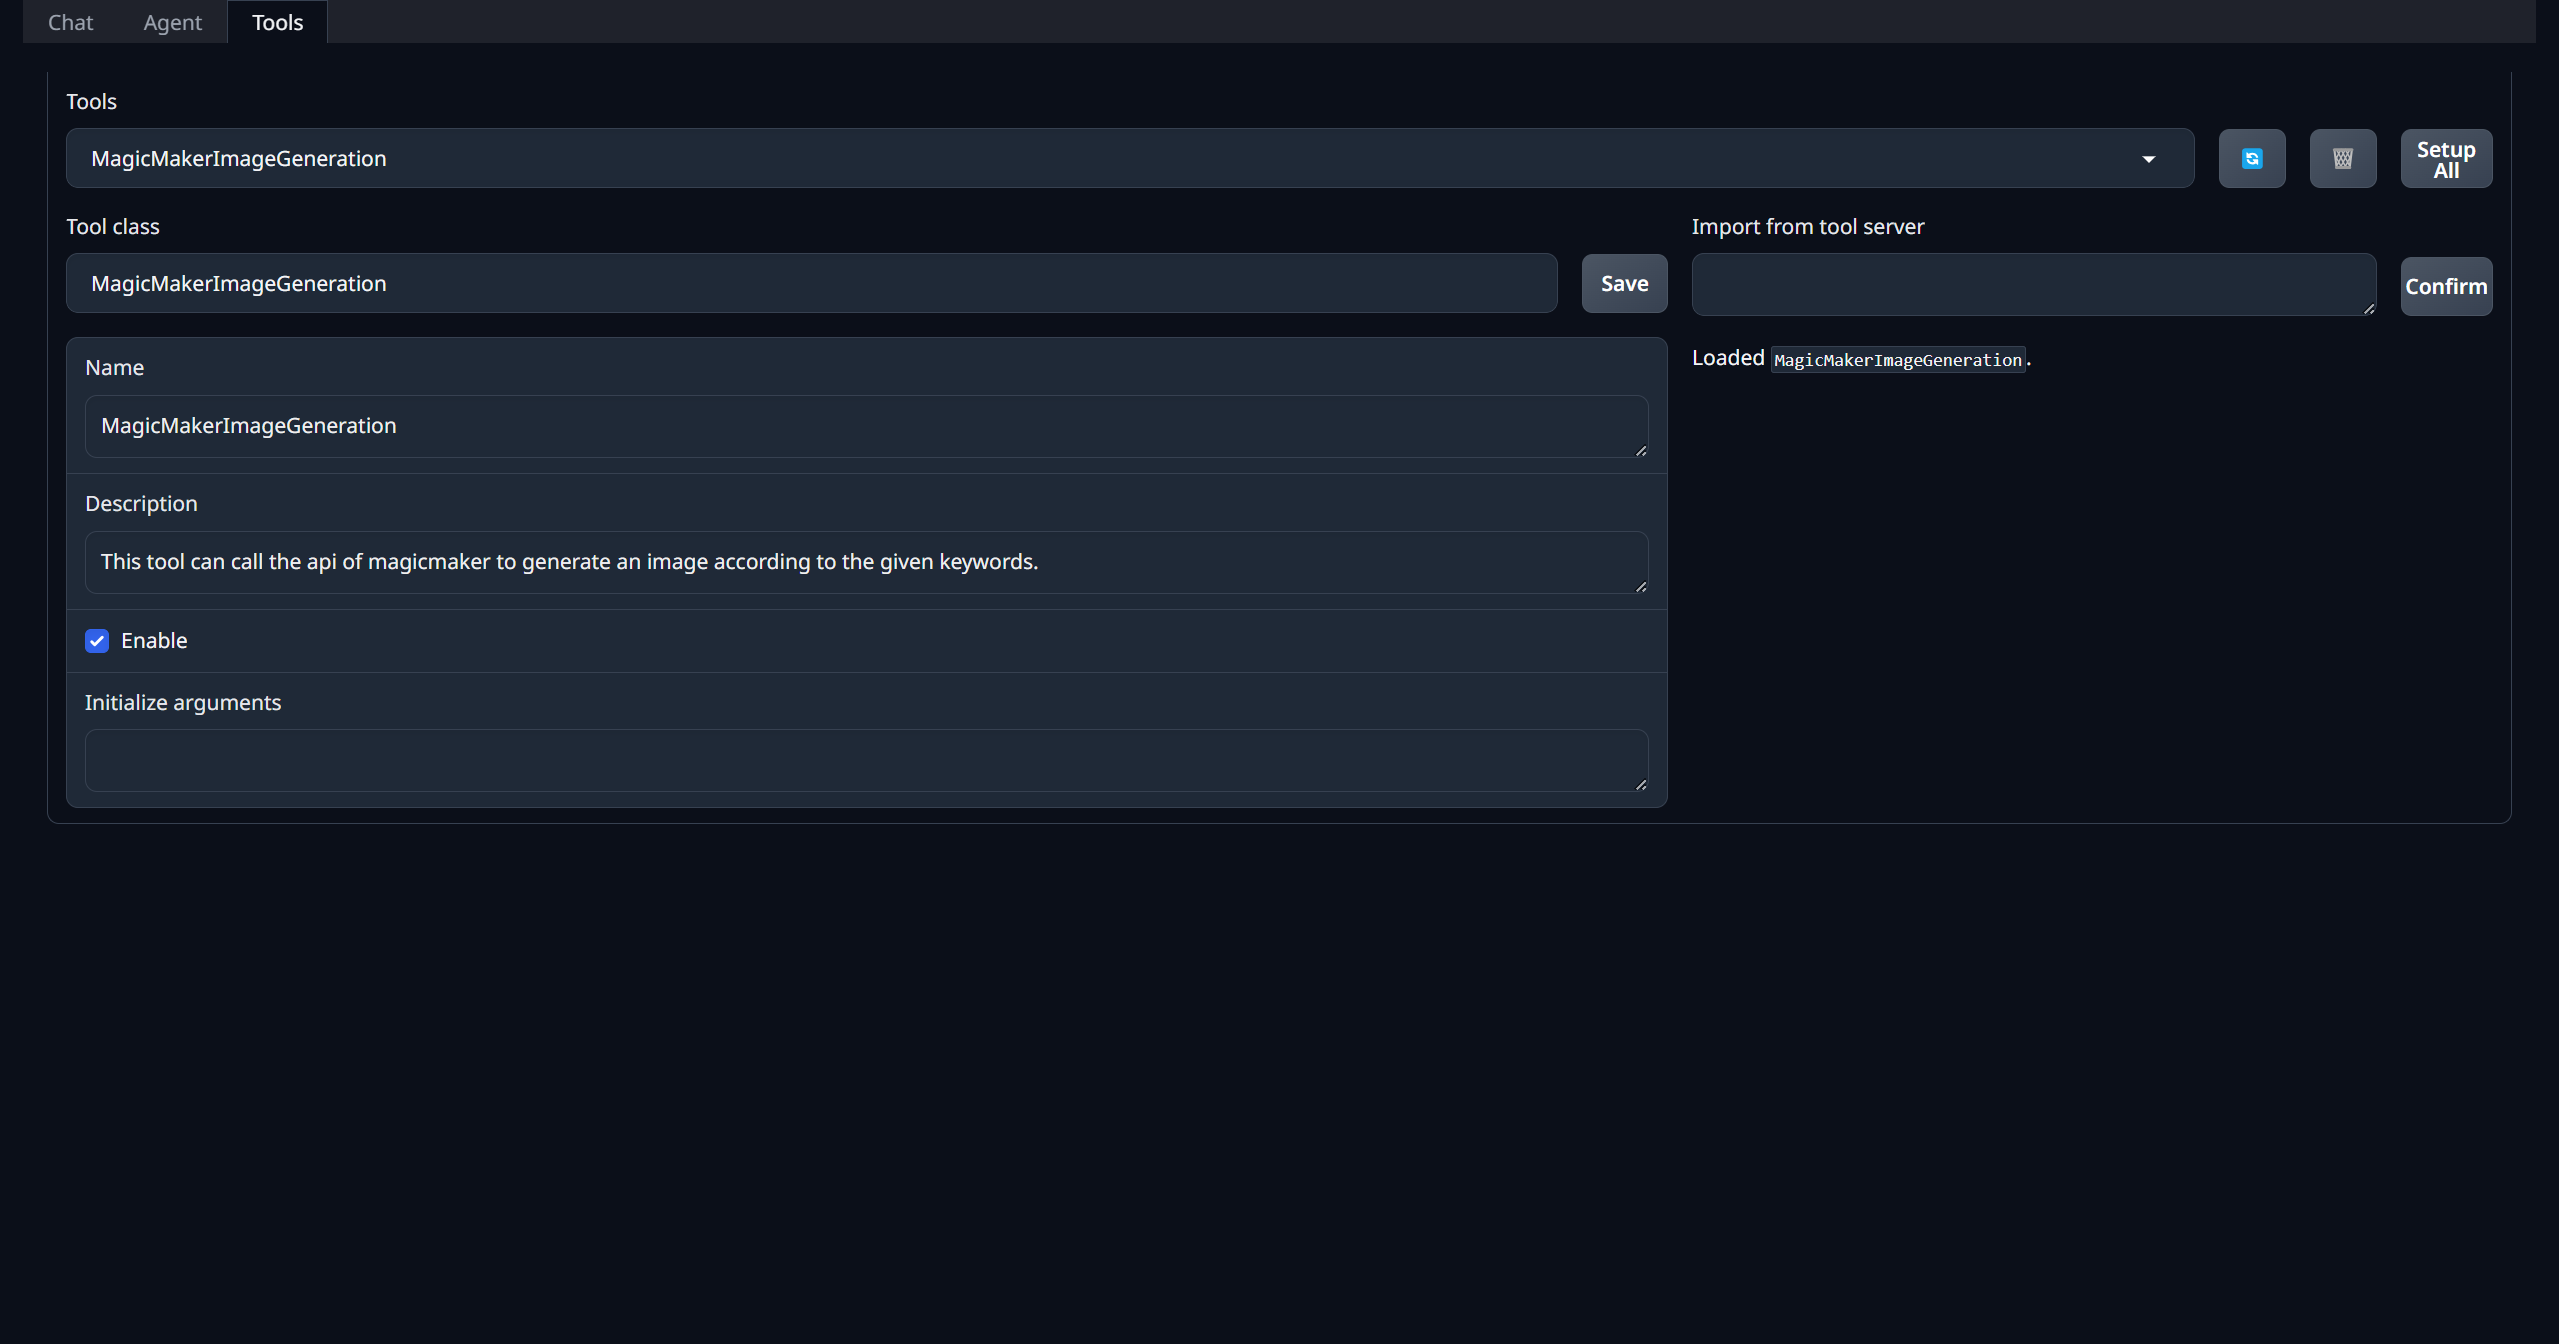 Chat Agent Tools
Tools
MagicMakerImageGeneration
Setup
All
Tool class
MagicMakerImageGeneration
Save
Import from tool server
Confirm
Name
MagicMakerImageGeneration
Description
This tool can call the api of magicmaker to generate an image according to the given keywords.
Enable
Initialize arguments
Loaded MagicMakerImageGeneration.